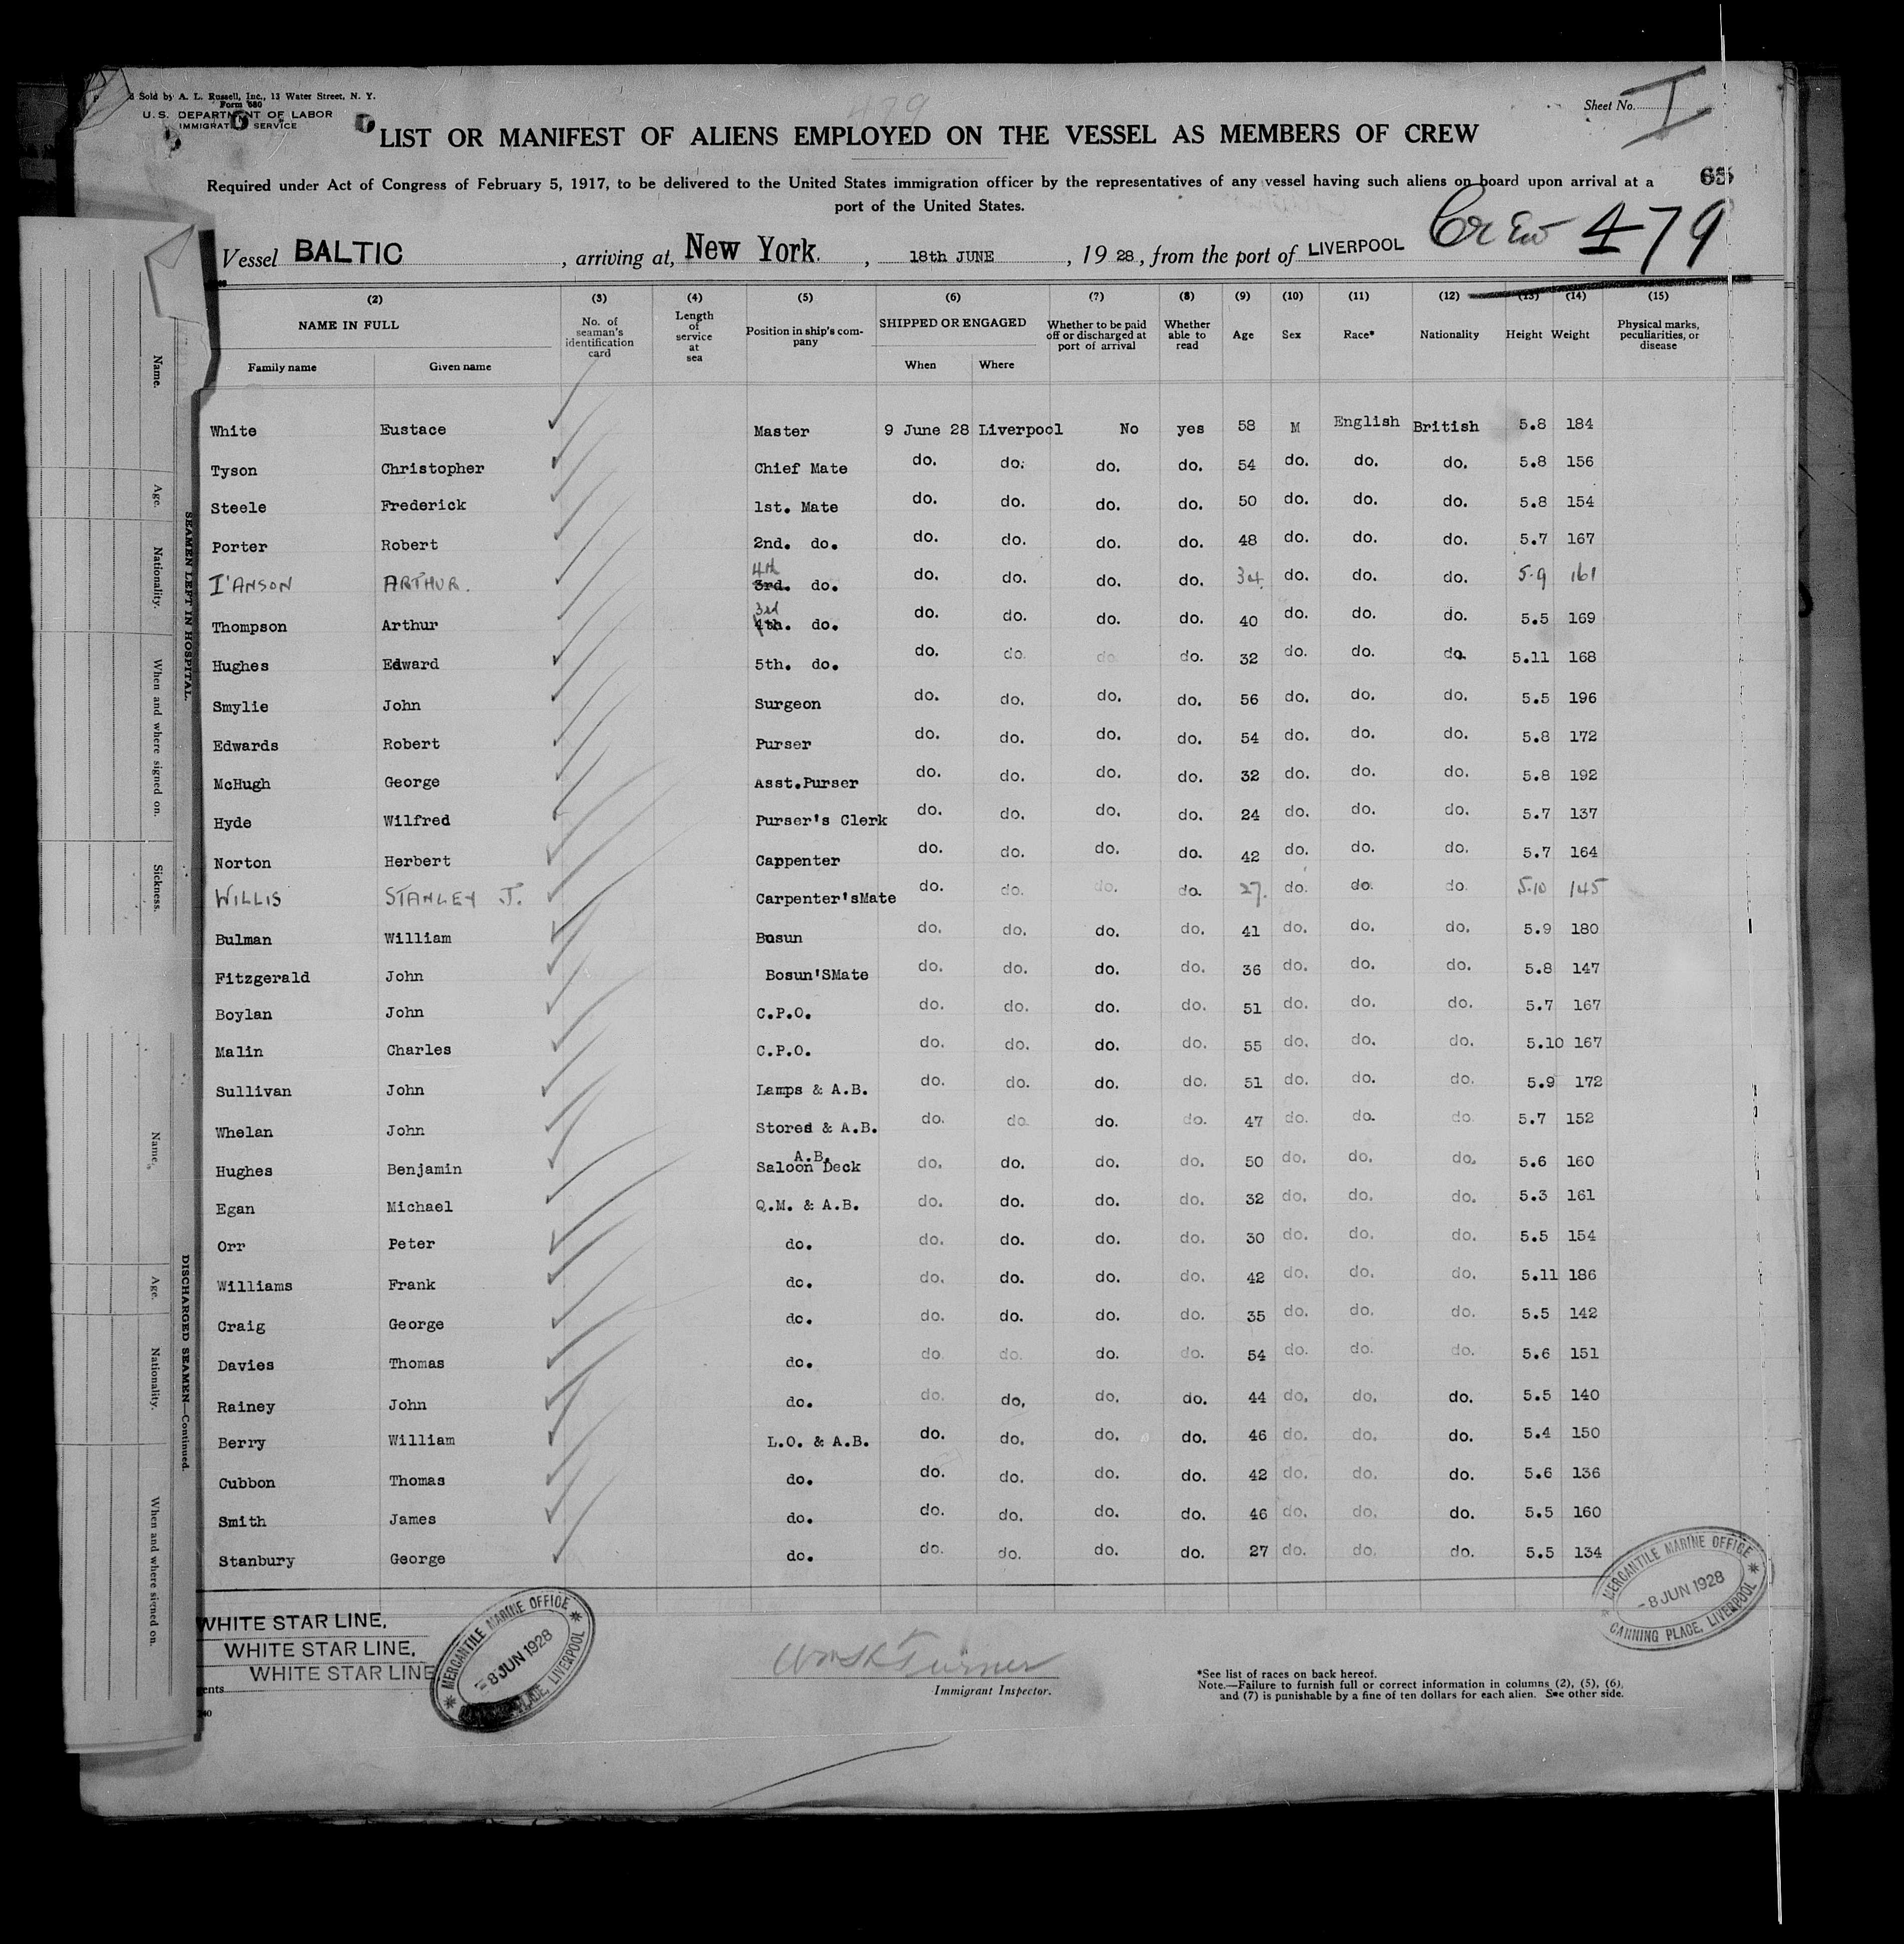 Sold by A. L. Russell, Inc., 13 Water Street, N. Y.
Form 680
U. S. DEPARTMENT OF LABOR
IMMIGRATION SERVICE
Sheet No. I
LIST OR MANIFEST OF ALIENS EMPLOYED ON THE VESSEL AS MEMBERS OF CREW
Required under Act of Congress of February 5, 1917, to be delivered to the United States immigration officer by the representatives of any vessel having such aliens on board upon arrival at a
port of the United States.
Crew 479
Vessel BALTIC, arriving at, New York., 18th JUNE, 19 28, from the port of LIVERPOOL
(2) (3) (4) (5) (6) (7) (8) (9) (10) (11) (12) (13) (14) (15)
NAME IN FULL No. of seaman's identification card Length of service at sea Position in ship's company SHIPPED OR ENGAGED Whether to be paid off or discharged at port of arrival Whether able to read Age Sex Race* Nationality Height Weight Physical marks, peculiarities, or disease
Family name Given name When Where
White Eustace Master 9 June 28 Liverpool No yes 58 M English British 5.8 184
Tyson Christopher Chief Mate do. do. do. do. 54 do. do. do. 5.8 156
Steele Frederick 1st. Mate do. do. do. do. 50 do. do. do. 5.8 154
Porter Robert 2nd. do. do. do. do. do. 48 do. do. do. 5.7 167
I'ANSON ARTHUR. 4th 3rd. do. do. do. do. do. 34. do. do. do. 5.9 161
Thompson Arthur 3rd 4th. do. do. do. do. do. 40 do. do. do. 5.5 169
Hughes Edward 5th. do. do. do. do. do. 32 do. do. do. 5.11 168
Smylie John Surgeon do. do. do. do. 56 do. do. do. 5.5 196
Edwards Robert Purser do. do. do. do. 54 do. do. do. 5.8 172
McHugh George Asst.Purser do. do. do. do. 32 do. do. do. 5.8 192
Hyde Wilfred Purser's Clerk do. do. do. do. 24 do. do. do. 5.7 137
Norton Herbert Cappenter do. do. do. do. 42 do. do. do. 5.7 164
WILLIS STANLEY J. Carpenter'sMate do. do. do. do. 27. do. do. do. 5.10 145
Bulman William Bosun do. do. do. do. 41 do. do. do. 5.9 180
Fitzgerald John Bosun'SMate do. do. do. do. 36 do. do. do. 5.8 147
Boylan John C.P.O. do. do. do. do. 51 do. do. do. 5.7 167
Malin Charles C.P.O. do. do. do. do. 55 do. do. do. 5.10 167
Sullivan John Lamps & A.B. do. do. do. do. 51 do. do. do. 5.9 172
Whelan John Stores & A.B. do. do. do. do. 47 do. do. do. 5.7 152
Hughes Benjamin A.B. Saloon Deck do. do. do. do. 50 do. do. do. 5.6 160
Egan Michael Q.M. & A.B. do. do. do. do. 32 do. do. do. 5.3 161
Orr Peter do. do. do. do. do. 30 do. do. do. 5.5 154
Williams Frank do. do. do. do. do. 42 do. do. do. 5.11 186
Craig George do. do. do. do. do. 35 do. do. do. 5.5 142
Davies Thomas do. do. do. do. do. 54 do. do. do. 5.6 151
Rainey John do. do. do. do. do. 44 do. do. do. 5.5 140
Berry William L.O. & A.B. do. do. do. do. 46 do. do. do. 5.4 150
Cubbon Thomas do. do. do. do. do. 42 do. do. do. 5.6 136
Smith James do. do. do. do. do. 46 do. do. do. 5.5 160
Stanbury George do. do. do. do. do. 27 do. do. do. 5.5 134
WHITE STAR LINE,
WHITE STAR LINE,
WHITE STAR LINE
MERCANTILE MARINE OFFICE
-8 JUN 1928
LIVERPOOL
MERCANTILE MARINE OFFICE
-8 JUN 1928
CANNING PLACE, LIVERPOOL
Turner
Immigrant Inspector.
*See list of races on back hereof.
Note.—Failure to furnish full or correct information in columns (2), (5), (6),
and (7) is punishable by a fine of ten dollars for each alien. See other side.
SEAMEN LEFT IN HOSPITAL.
Name. Age. Nationality. When and where signed on. Sickness.
DISCHARGED SEAMEN—Continued.
Name. Age. Nationality. When and where signed on.